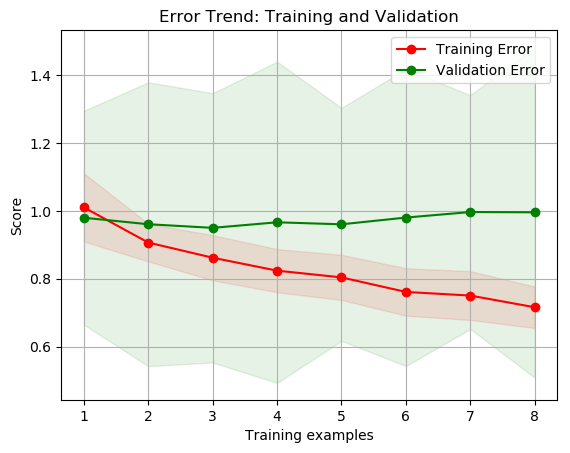 Error Trend: Training and Validation
Training Error
Validation Error
1.4
1.2
1.0
0.8
0.6
Score
1 2 3 4 5 6 7 8
Training examples